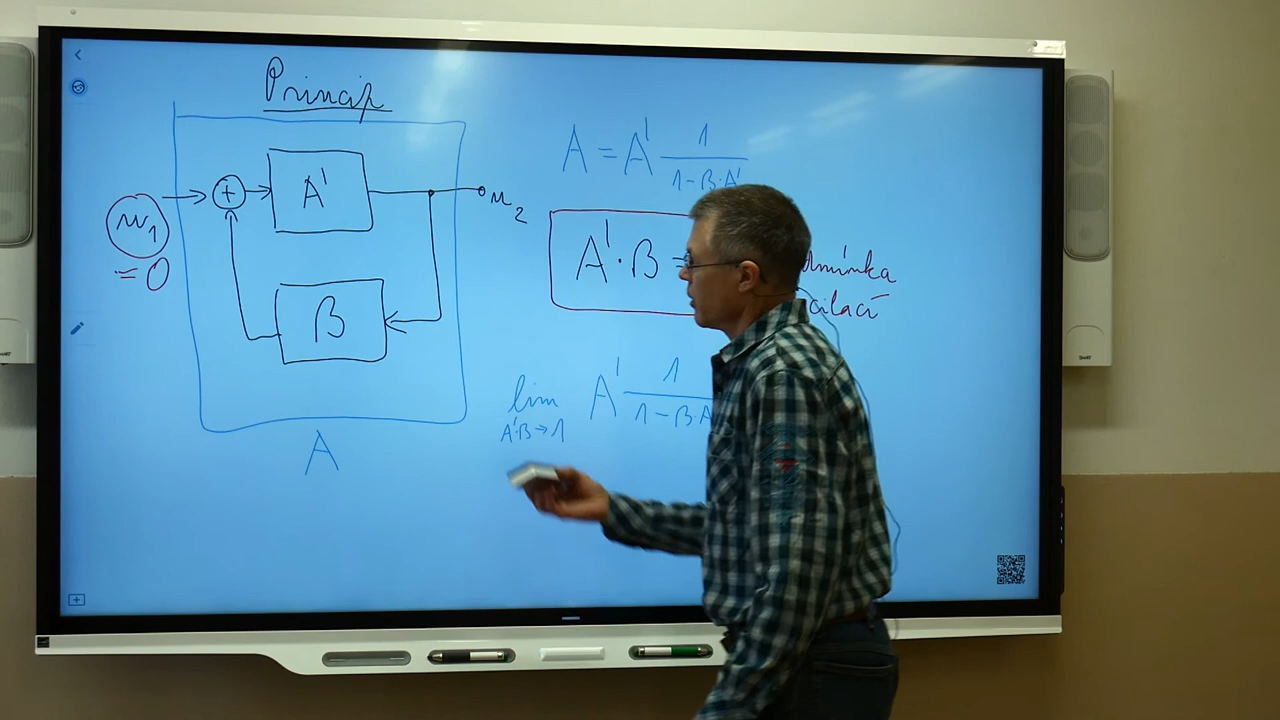 Princip
A'
+
u₁
= 0
u₂
β
A
A = A' 1/(1-β·A')
A'·β =
lim A' 1/(1-β·A
A'β→1